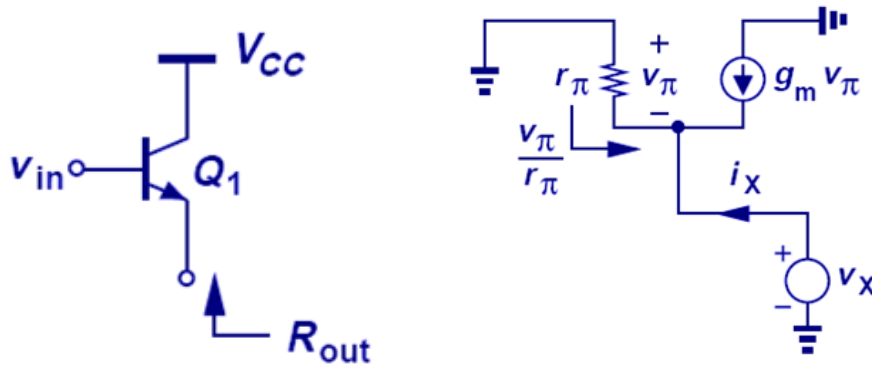 V_CC
v_in
Q_1
R_out
r_π
+
v_π
−
g_m v_π
v_π
r_π
i_X
+
v_X
−